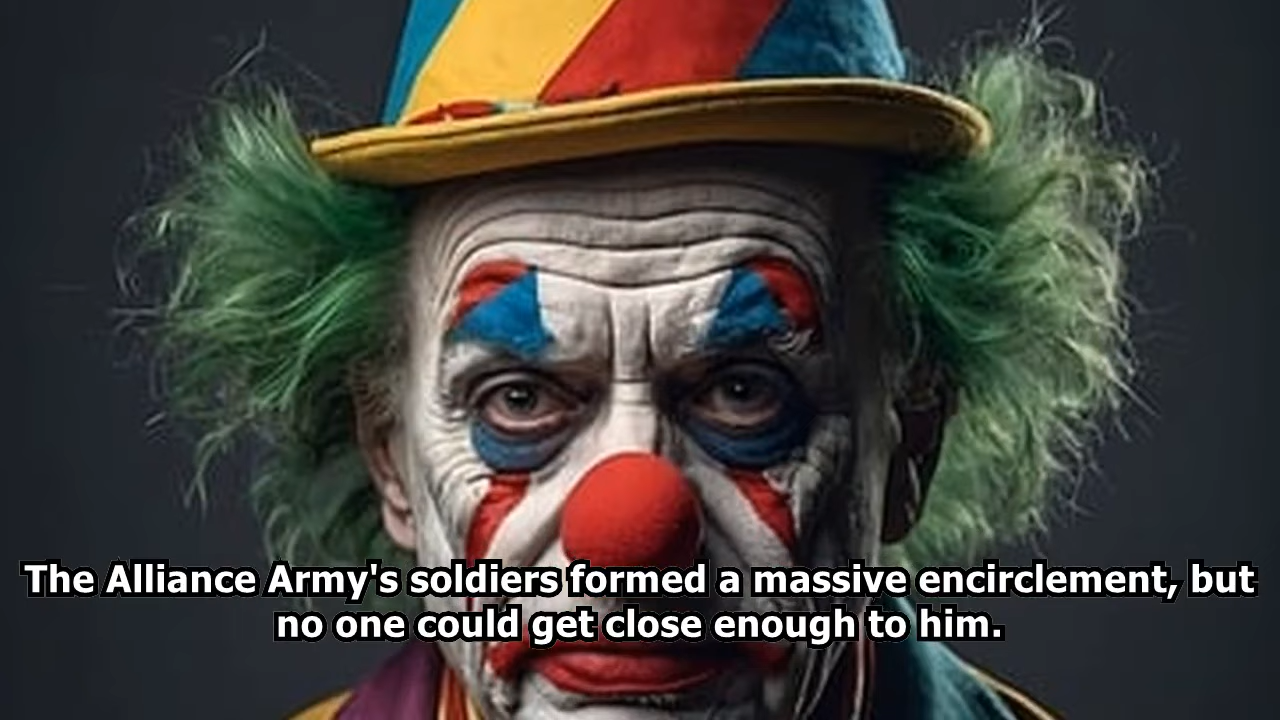 The Alliance Army's soldiers formed a massive encirclement, but
no one could get close enough to him.